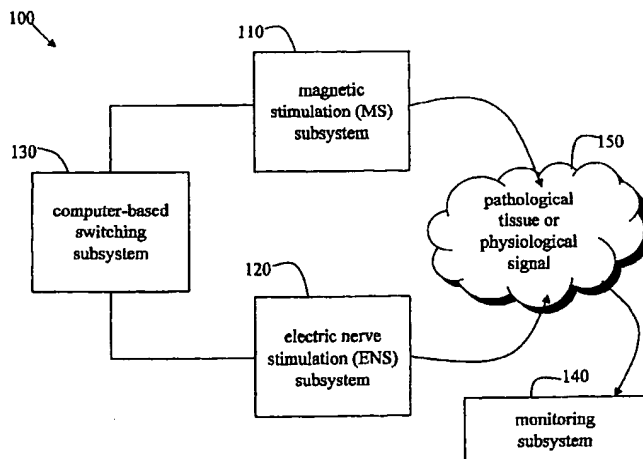 100
110
magnetic
stimulation (MS)
subsystem
150
130
computer-based
switching
subsystem
pathological
tissue or
physiological
signal
120
electric nerve
stimulation (ENS)
subsystem
140
monitoring
subsystem